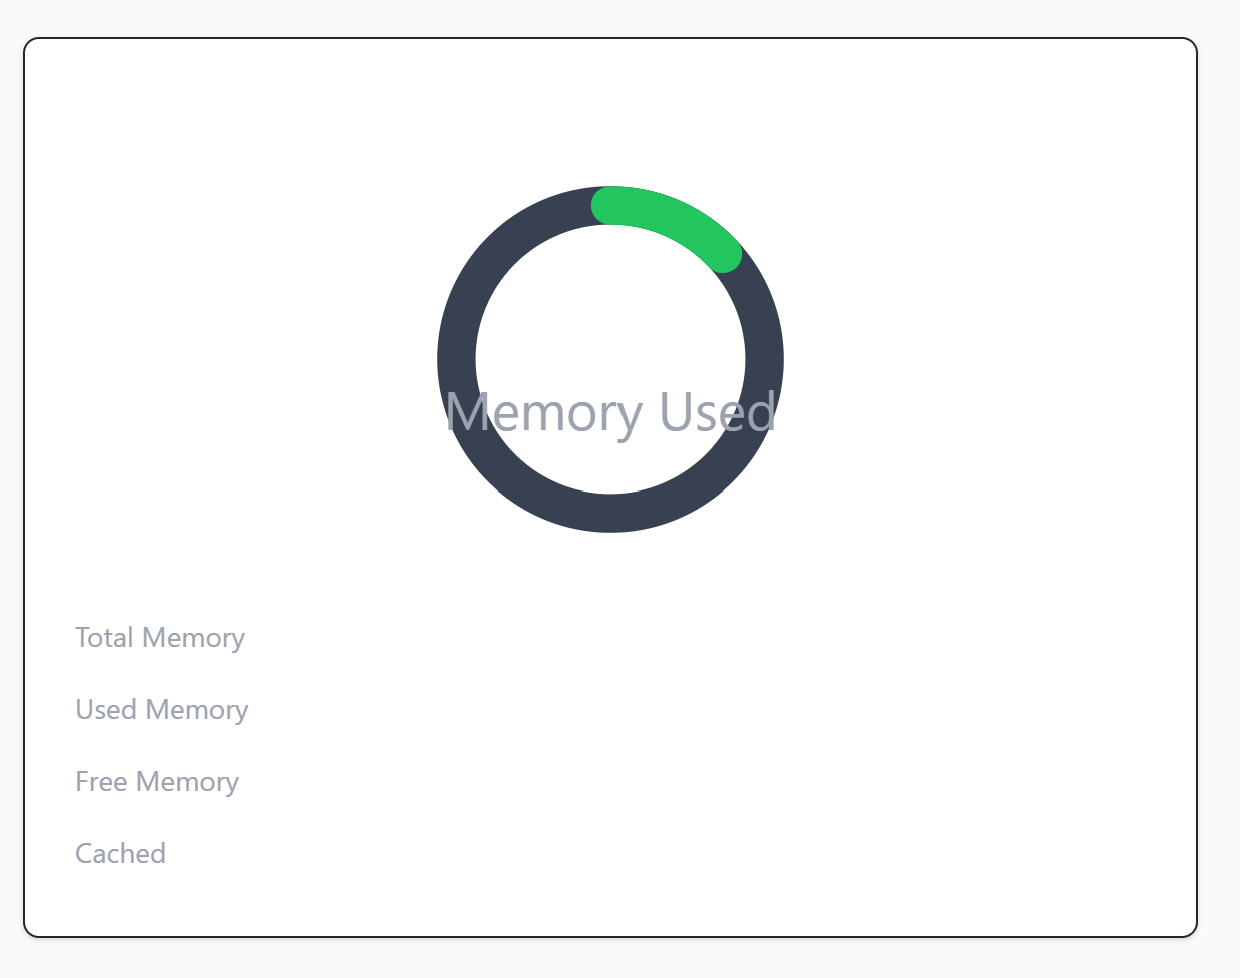 Memory Used
Total Memory
Used Memory
Free Memory
Cached